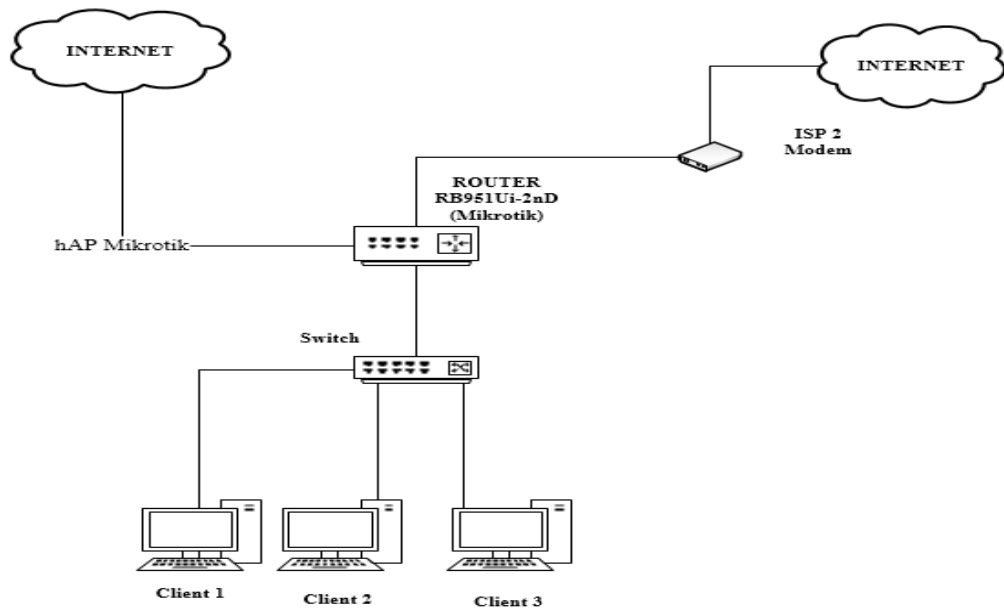 INTERNET
INTERNET
ISP 2
Modem
ROUTER
RB951Ui-2nD
(Mikrotik)
hAP Mikrotik
Switch
Client 1
Client 2
Client 3